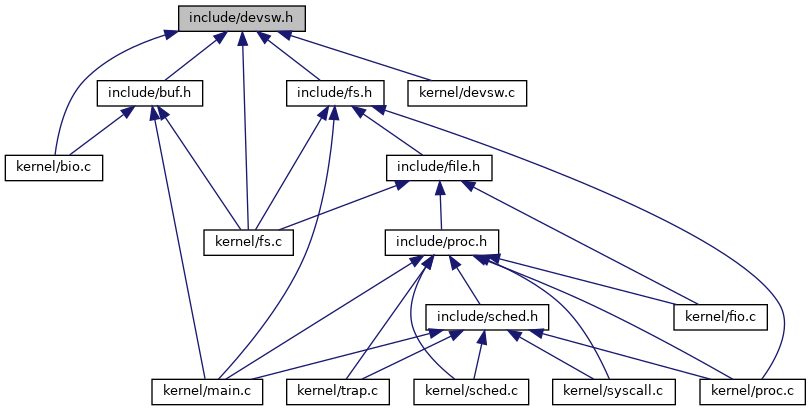 include/devsw.h
include/buf.h
include/fs.h
kernel/devsw.c
kernel/bio.c
include/file.h
kernel/fs.c
include/proc.h
include/sched.h
kernel/fio.c
kernel/main.c
kernel/trap.c
kernel/sched.c
kernel/syscall.c
kernel/proc.c